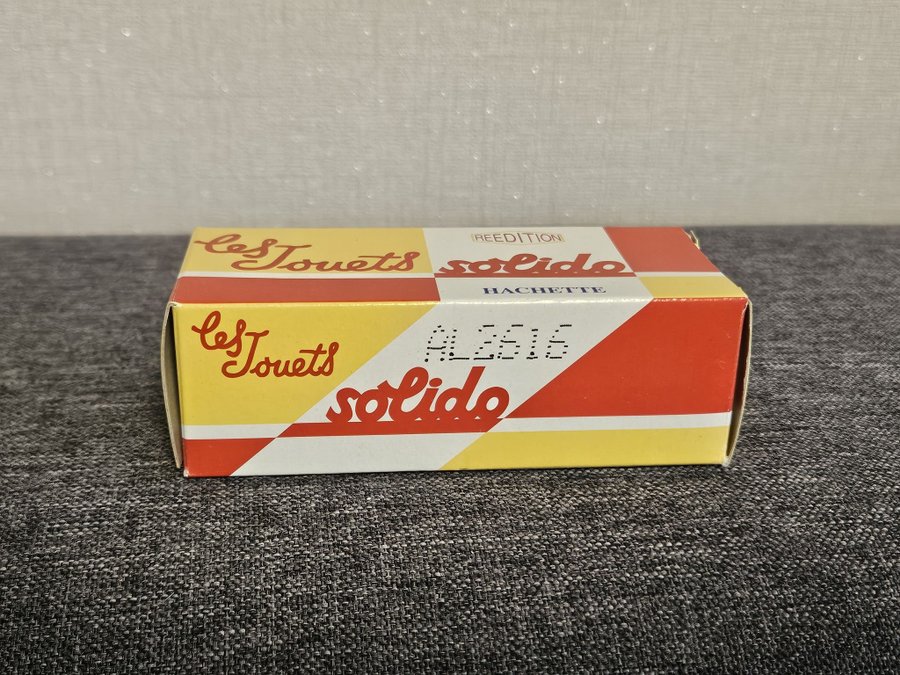 les Jouets
REEDITION
solido
HACHETTE
les
Jouets
AL2616
solido